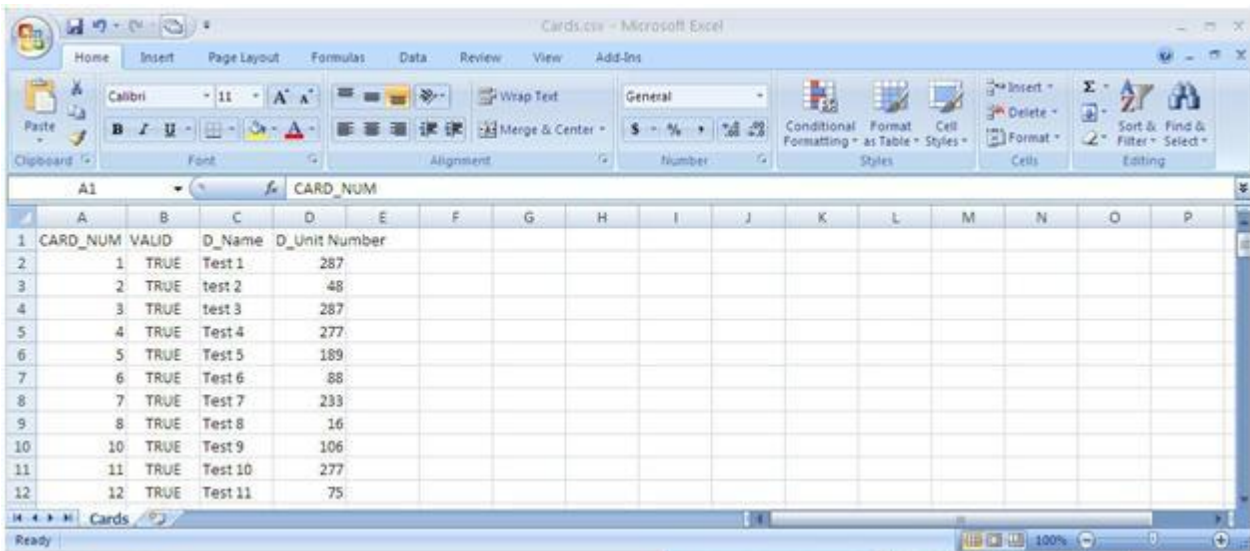 Cards.csv - Microsoft Excel
Home Insert Page Layout Formulas Data Review View Add-Ins
Paste
Calibri 11 A A
Wrap Text
General
B I U A
Merge & Center
$ % ,
Conditional Formatting
Format as Table
Cell Styles
Insert
Delete
Format
Σ
Sort & Filter
Find & Select
Clipboard Font Alignment Number Styles Cells Editing
A1 fx CARD_NUM
A B C D E F G H I J K L M N O P
1 CARD_NUM VALID D_Name D_Unit Number
2 1 TRUE Test 1 287
3 2 TRUE test 2 48
4 3 TRUE test 3 287
5 4 TRUE Test 4 277
6 5 TRUE Test 5 189
7 6 TRUE Test 6 88
8 7 TRUE Test 7 233
9 8 TRUE Test 8 16
10 10 TRUE Test 9 106
11 11 TRUE Test 10 277
12 12 TRUE Test 11 75
Cards
Ready 100%